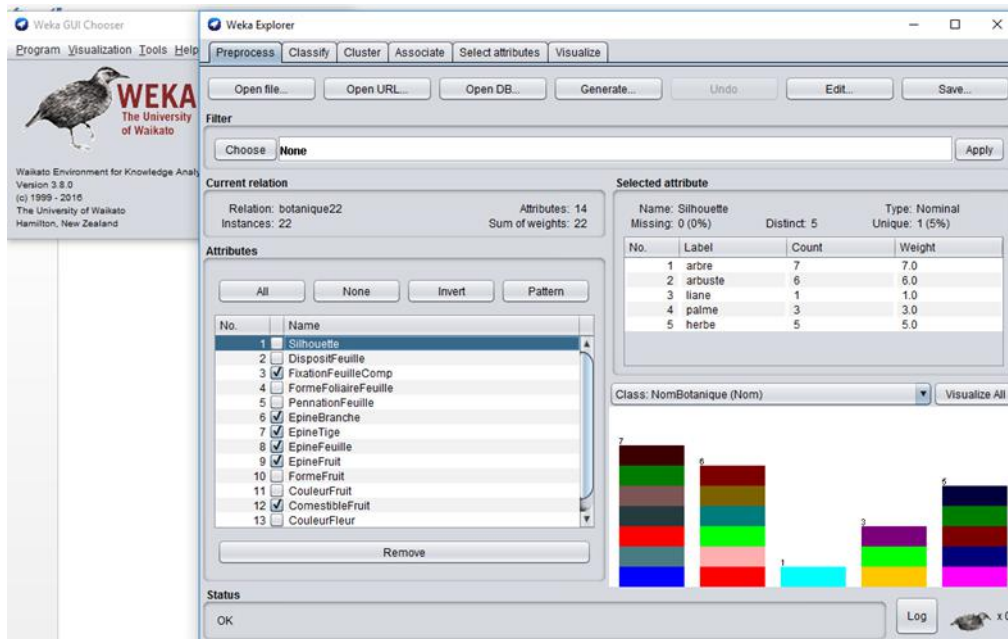 Weka GUI Chooser
Program Visualization Tools Help
WEKA
The University
of Waikato
Waikato Environment for Knowledge Analy
Version 3.8.0
(c) 1999 - 2016
The University of Waikato
Hamilton, New Zealand
Weka Explorer
Preprocess Classify Cluster Associate Select attributes Visualize
Open file... Open URL... Open DB... Generate... Undo Edit... Save...
Filter
Choose None Apply
Current relation
Relation: botanique22 Attributes: 14
Instances: 22 Sum of weights: 22
Attributes
All None Invert Pattern
No. Name
1 Silhouette
2 DispositFeuille
3 FixationFeuilleComp
4 FormeFoliaireFeuille
5 PennationFeuille
6 EpineBranche
7 EpineTige
8 EpineFeuille
9 EpineFruit
10 FormeFruit
11 CouleurFruit
12 ComestibleFruit
13 CouleurFleur
Remove
Selected attribute
Name: Silhouette Type: Nominal
Missing: 0 (0%) Distinct: 5 Unique: 1 (5%)
No. Label Count Weight
1 arbre 7 7.0
2 arbuste 6 6.0
3 liane 1 1.0
4 palme 3 3.0
5 herbe 5 5.0
Class: NomBotanique (Nom) Visualize All
7
6
1
3
5
Status
OK
Log
x 0